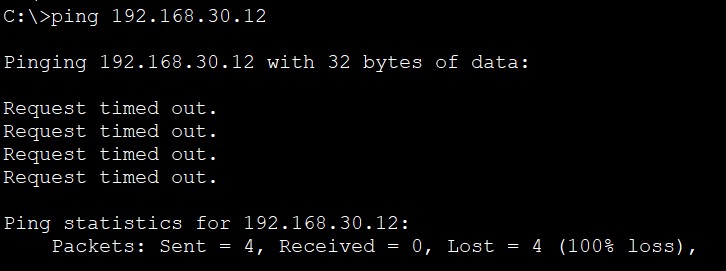 C:\>ping 192.168.30.12
Pinging 192.168.30.12 with 32 bytes of data:
Request timed out.
Request timed out.
Request timed out.
Request timed out.
Ping statistics for 192.168.30.12:
Packets: Sent = 4, Received = 0, Lost = 4 (100% loss),